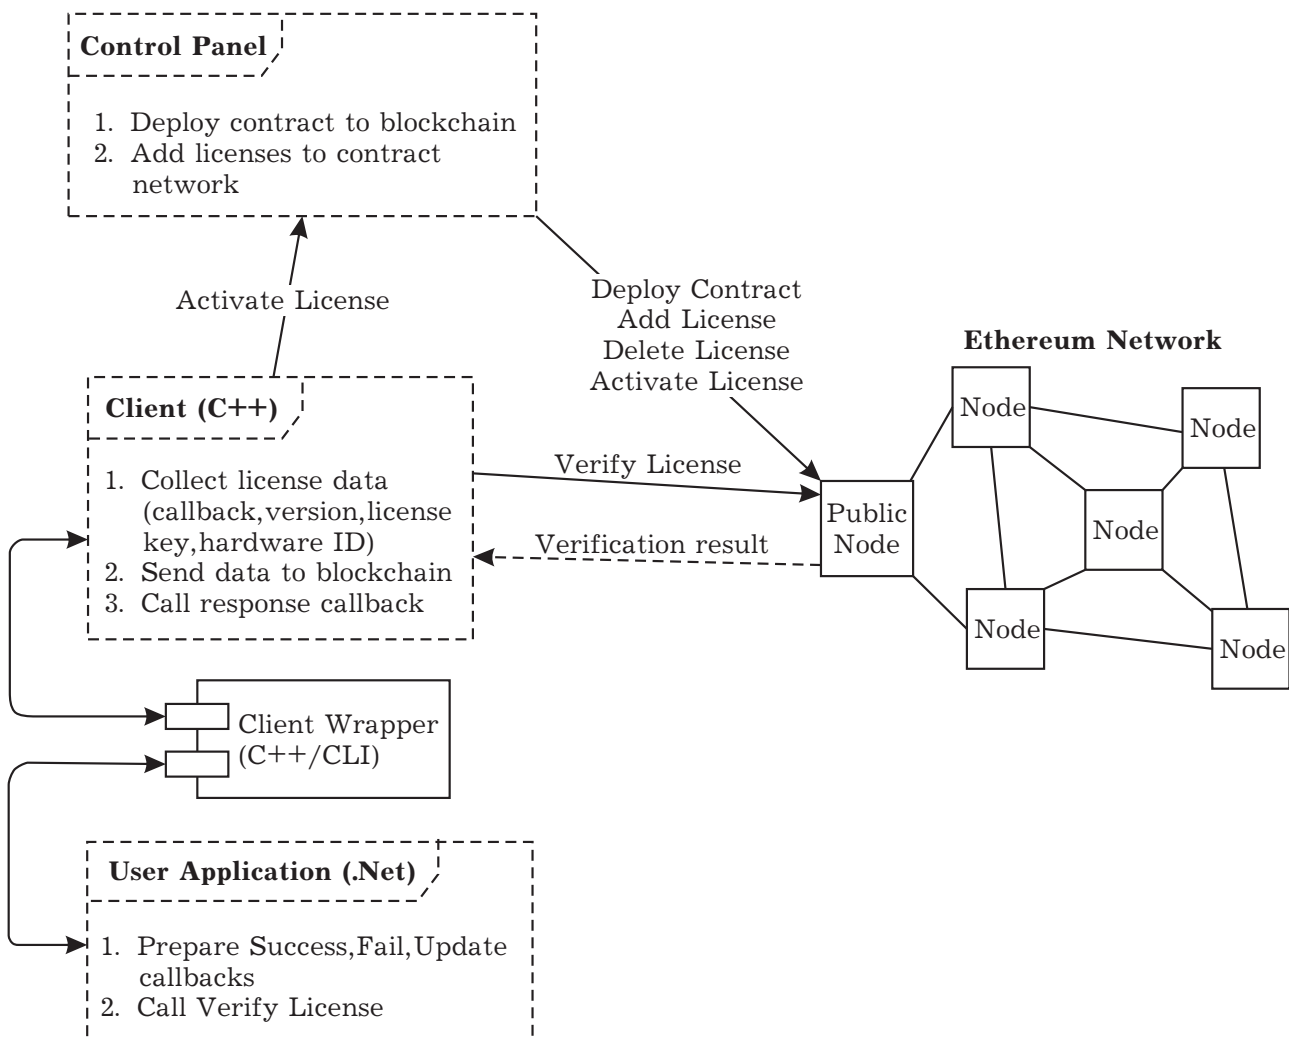 Control Panel
1. Deploy contract to blockchain
2. Add licenses to contract
network
Activate License
Deploy Contract
Add License
Delete License
Activate License
Ethereum Network
Client (C++)
1. Collect license data
(callback,version,license
key,hardware ID)
2. Send data to blockchain
3. Call response callback
Verify License
Verification result
Public
Node
Node
Node
Node
Node
Node
Client Wrapper
(C++/CLI)
User Application (.Net)
1. Prepare Success,Fail,Update
callbacks
2. Call Verify License